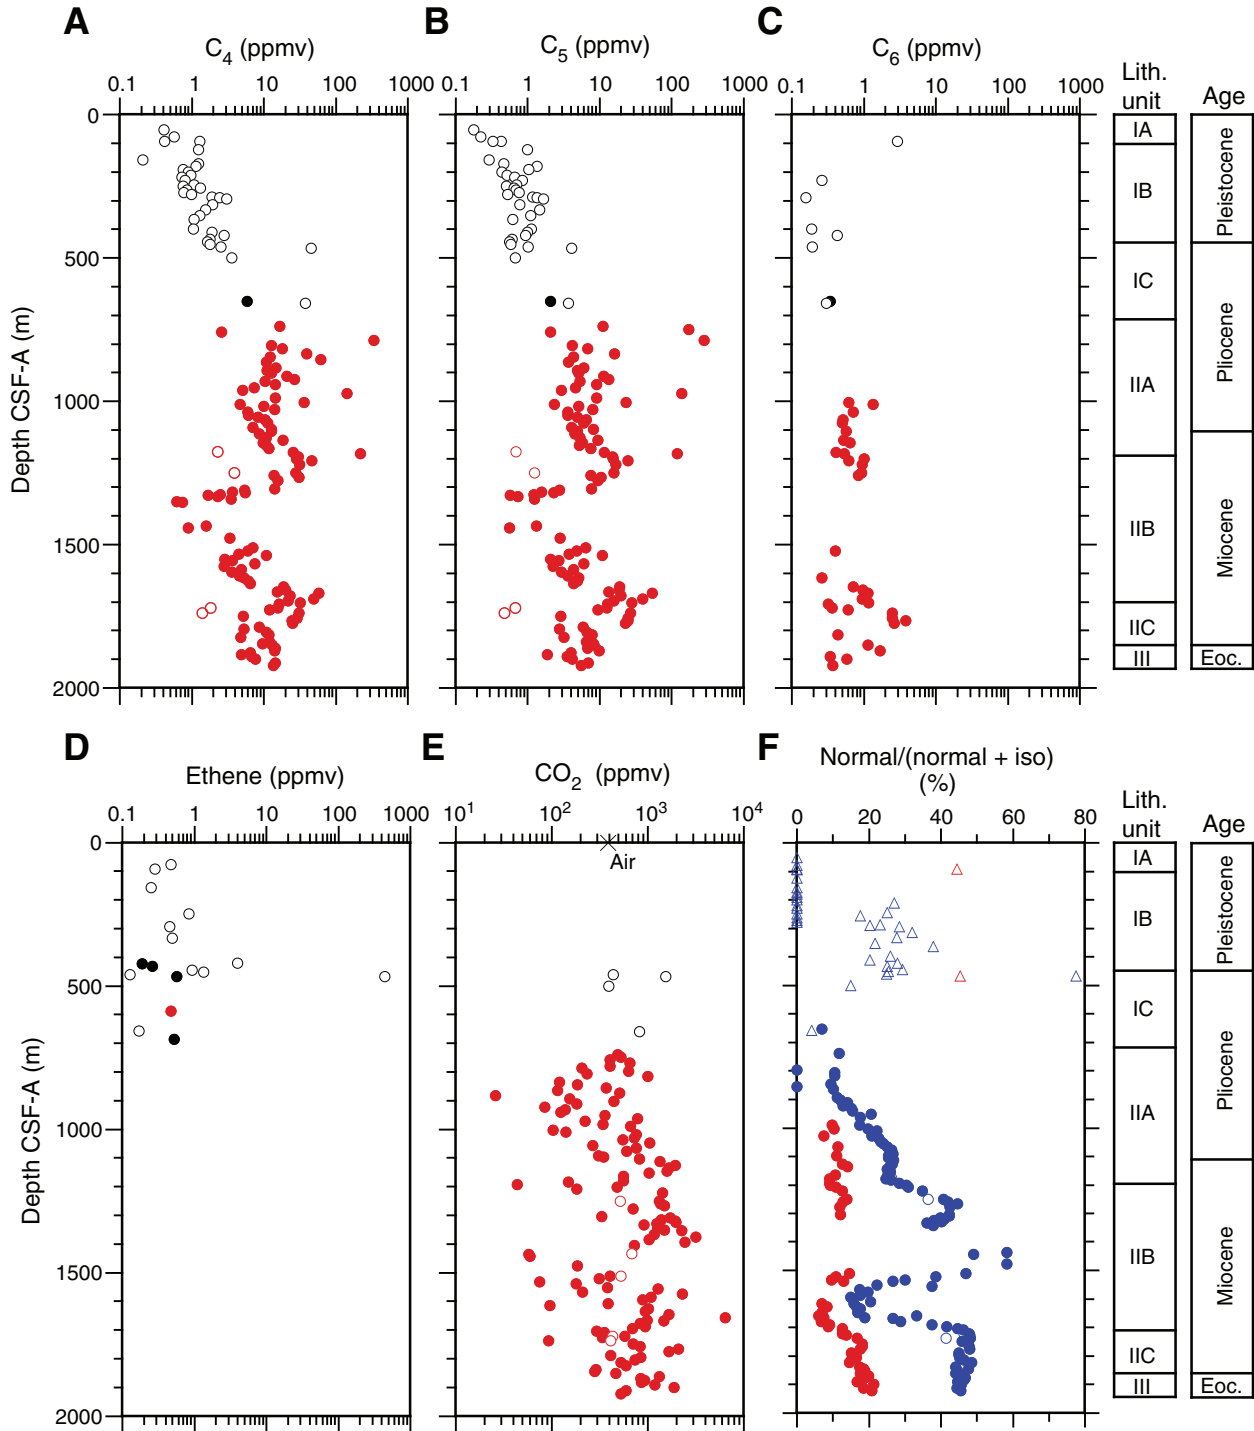 A
B
C
C4 (ppmv)
C5 (ppmv)
C6 (ppmv)
Lith.
unit
Age
0.1 1 10 100 1000
0.1 1 10 100 1000
0.1 1 10 100 1000
0
500
1000
1500
2000
Depth CSF-A (m)
IA
IB
IC
IIA
IIB
IIC
III
Pleistocene
Pliocene
Miocene
Eoc.
D
E
F
Ethene (ppmv)
CO2 (ppmv)
Normal/(normal + iso)
(%)
Lith.
unit
Age
0.1 1 10 100 1000
10^1 10^2 10^3 10^4
0 20 40 60 80
Air
0
500
1000
1500
2000
Depth CSF-A (m)
IA
IB
IC
IIA
IIB
IIC
III
Pleistocene
Pliocene
Miocene
Eoc.